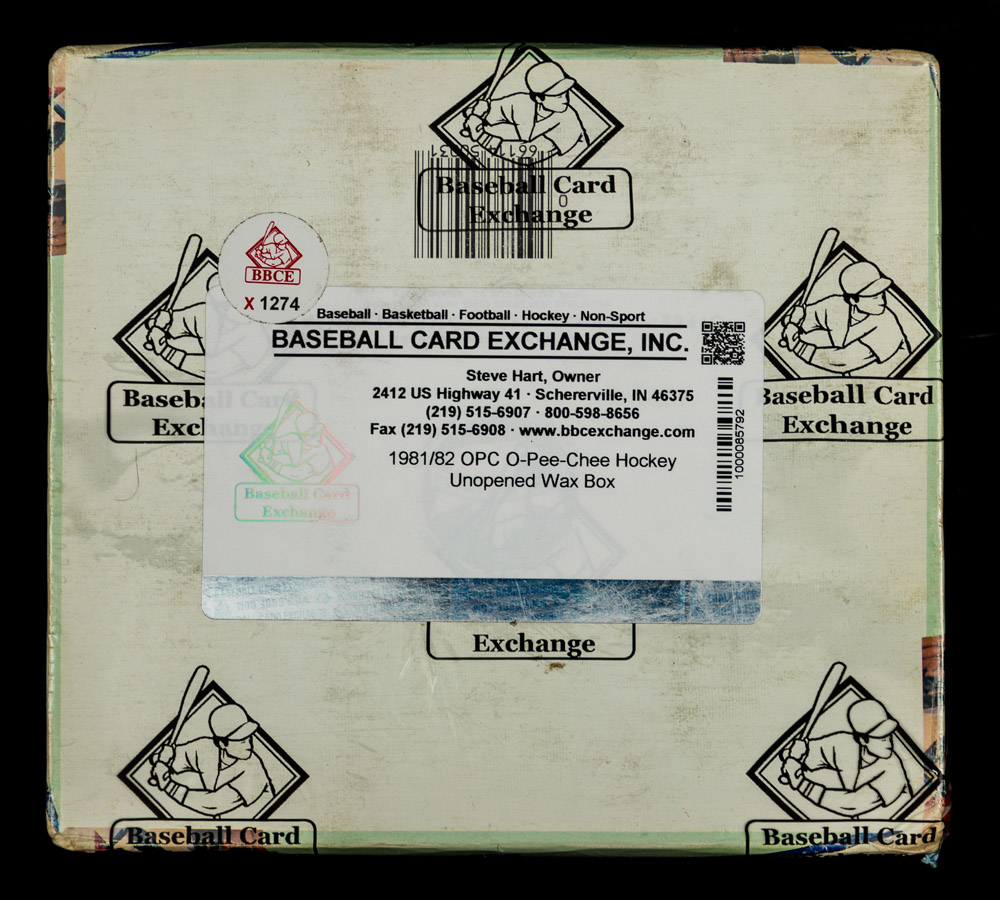 66114 50031
0
Baseball Card
Exchange
BBCE
X 1274
Baseball Card
Exchange
Baseball Card
Exchange
Baseball · Basketball · Football · Hockey · Non-Sport
BASEBALL CARD EXCHANGE, INC.
Steve Hart, Owner
2412 US Highway 41 · Schererville, IN 46375
(219) 515-6907 · 800-598-8656
Fax (219) 515-6908 · www.bbcexchange.com
1981/82 OPC O-Pee-Chee Hockey
Unopened Wax Box
1000085792
Baseball Card
Exchange
Exchange
Baseball Card
Baseball Card